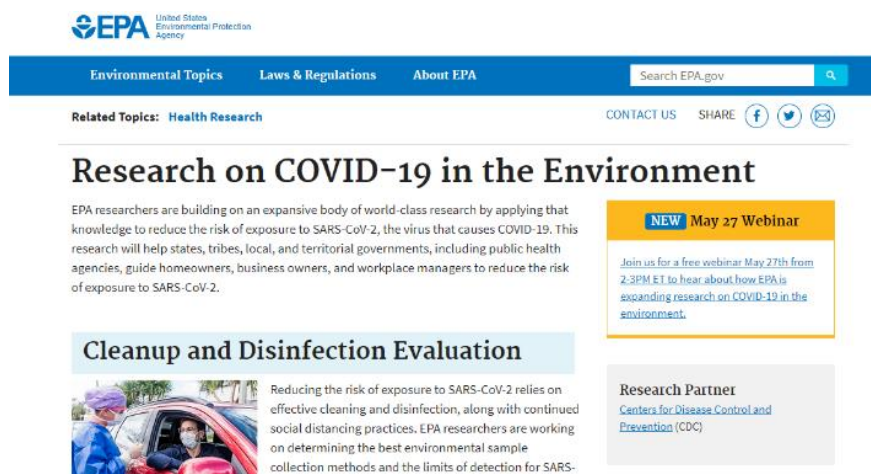 EPA
United States
Environmental Protection
Agency
Environmental Topics Laws & Regulations About EPA
Search EPA.gov
Related Topics: Health Research
CONTACT US SHARE
Research on COVID-19 in the Environment
EPA researchers are building on an expansive body of world-class research by applying that
knowledge to reduce the risk of exposure to SARS-CoV-2, the virus that causes COVID-19. This
research will help states, tribes, local, and territorial governments, including public health
agencies, guide homeowners, business owners, and workplace managers to reduce the risk
of exposure to SARS-CoV-2.
NEW May 27 Webinar
Join us for a free webinar May 27th from
2-3PM ET to hear about how EPA is
expanding research on COVID-19 in the
environment.
Cleanup and Disinfection Evaluation
Reducing the risk of exposure to SARS-CoV-2 relies on
effective cleaning and disinfection, along with continued
social distancing practices. EPA researchers are working
on determining the best environmental sample
collection methods and the limits of detection for SARS-
Research Partner
Centers for Disease Control and
Prevention (CDC)